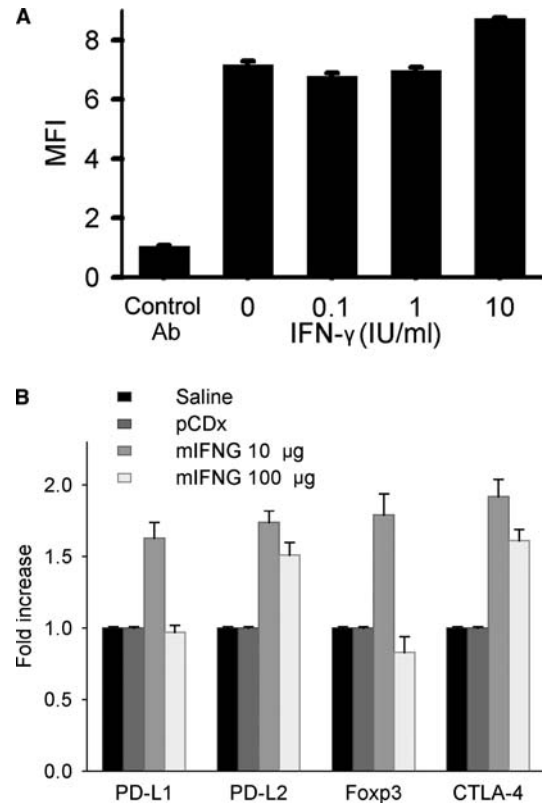 A
8
6
4
2
0
MFI
Control
Ab
0 0.1 1 10
IFN-γ (IU/ml)
B
Saline
pCDx
mIFNG 10 µg
mIFNG 100 µg
2.0
1.5
1.0
0.5
0.0
Fold increase
PD-L1 PD-L2 Foxp3 CTLA-4